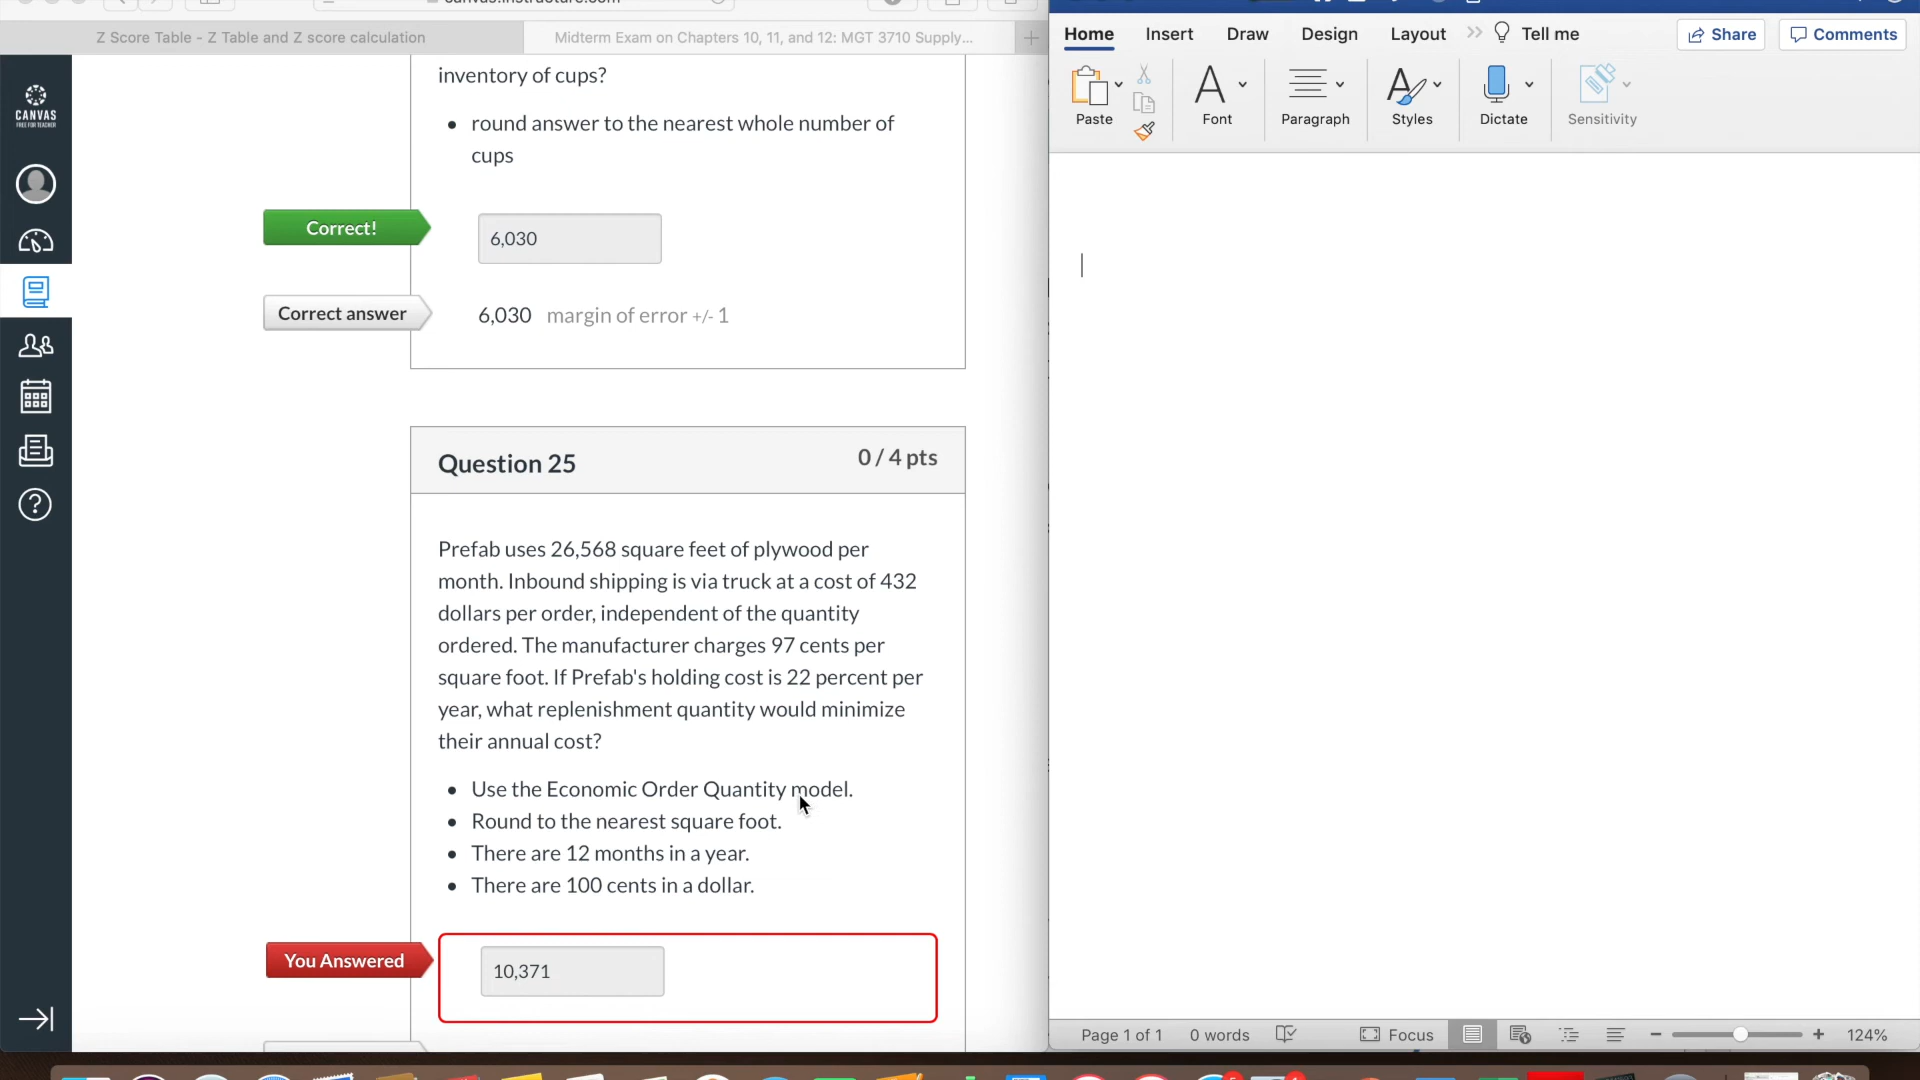 Z Score Table - Z Table and Z score calculation
Midterm Exam on Chapters 10, 11, and 12: MGT 3710 Supply...
CANVAS
FREE FOR TEACHER
inventory of cups?
round answer to the nearest whole number of
cups
Correct!
6,030
Correct answer
6,030 margin of error +/- 1
Question 25
0 / 4 pts
Prefab uses 26,568 square feet of plywood per
month. Inbound shipping is via truck at a cost of 432
dollars per order, independent of the quantity
ordered. The manufacturer charges 97 cents per
square foot. If Prefab's holding cost is 22 percent per
year, what replenishment quantity would minimize
their annual cost?
Use the Economic Order Quantity model.
Round to the nearest square foot.
There are 12 months in a year.
There are 100 cents in a dollar.
You Answered
10,371
Home Insert Draw Design Layout Tell me
Share
Comments
Paste Font Paragraph Styles Dictate Sensitivity
Page 1 of 1 0 words Focus 124%